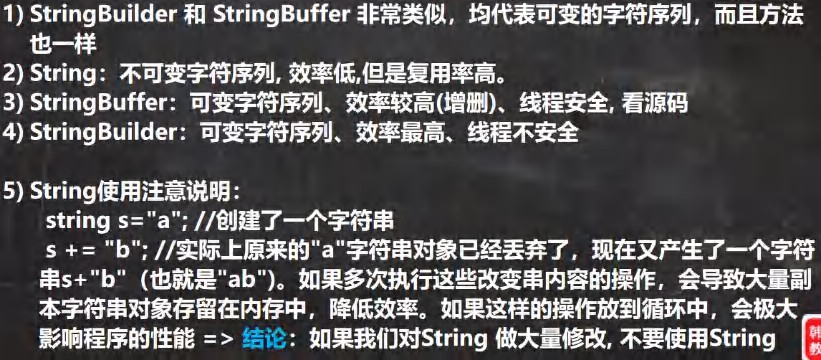 1) StringBuilder 和 StringBuffer 非常类似，均代表可变的字符序列，而且方法
也一样
2) String：不可变字符序列, 效率低,但是复用率高。
3) StringBuffer：可变字符序列、效率较高(增删)、线程安全, 看源码
4) StringBuilder：可变字符序列、效率最高、线程不安全
5) String使用注意说明：
string s="a"; //创建了一个字符串
s += "b"; //实际上原来的"a"字符串对象已经丢弃了，现在又产生了一个字符
串s+"b"（也就是"ab"）。如果多次执行这些改变串内容的操作，会导致大量副
本字符串对象存留在内存中，降低效率。如果这样的操作放到循环中，会极大
影响程序的性能 => 结论：如果我们对String 做大量修改, 不要使用String
韩
教